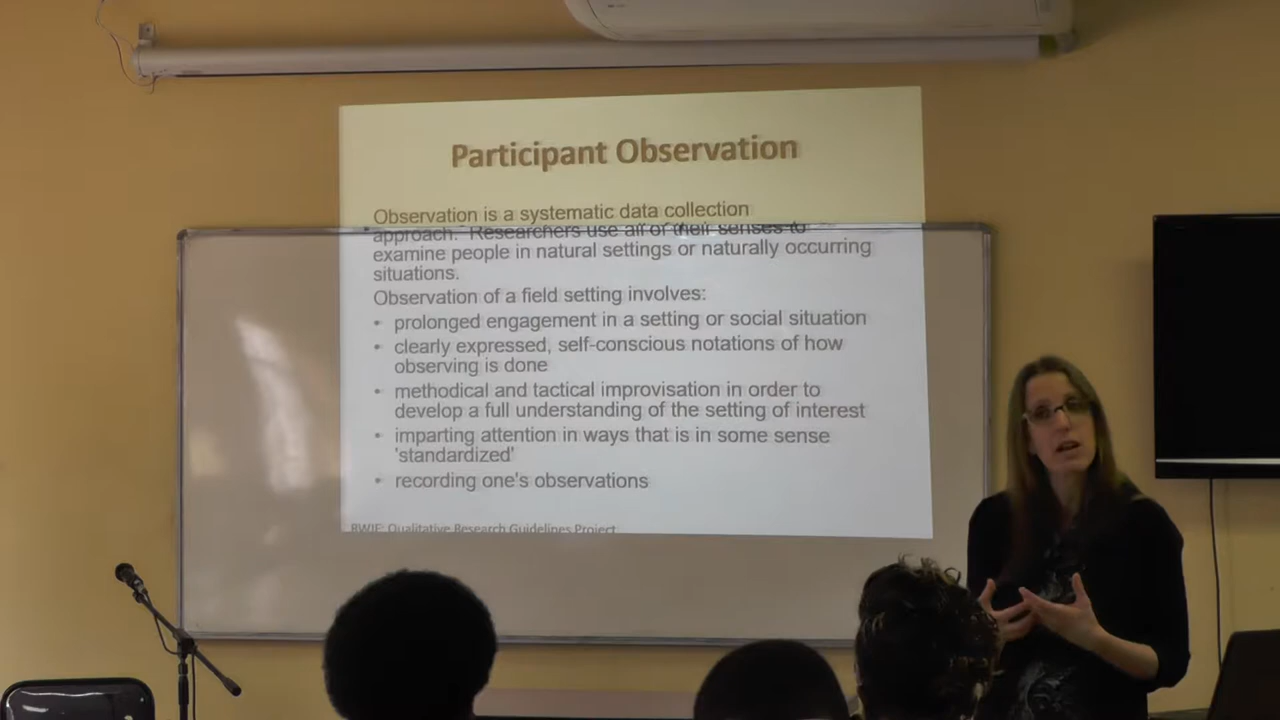 Participant Observation
Observation is a systematic data collection
approach. Researchers use all of their senses to
examine people in natural settings or naturally occurring
situations.
Observation of a field setting involves:
• prolonged engagement in a setting or social situation
• clearly expressed, self-conscious notations of how
observing is done
• methodical and tactical improvisation in order to
develop a full understanding of the setting of interest
• imparting attention in ways that is in some sense
'standardized'
• recording one's observations
RWJF: Qualitative Research Guidelines Project